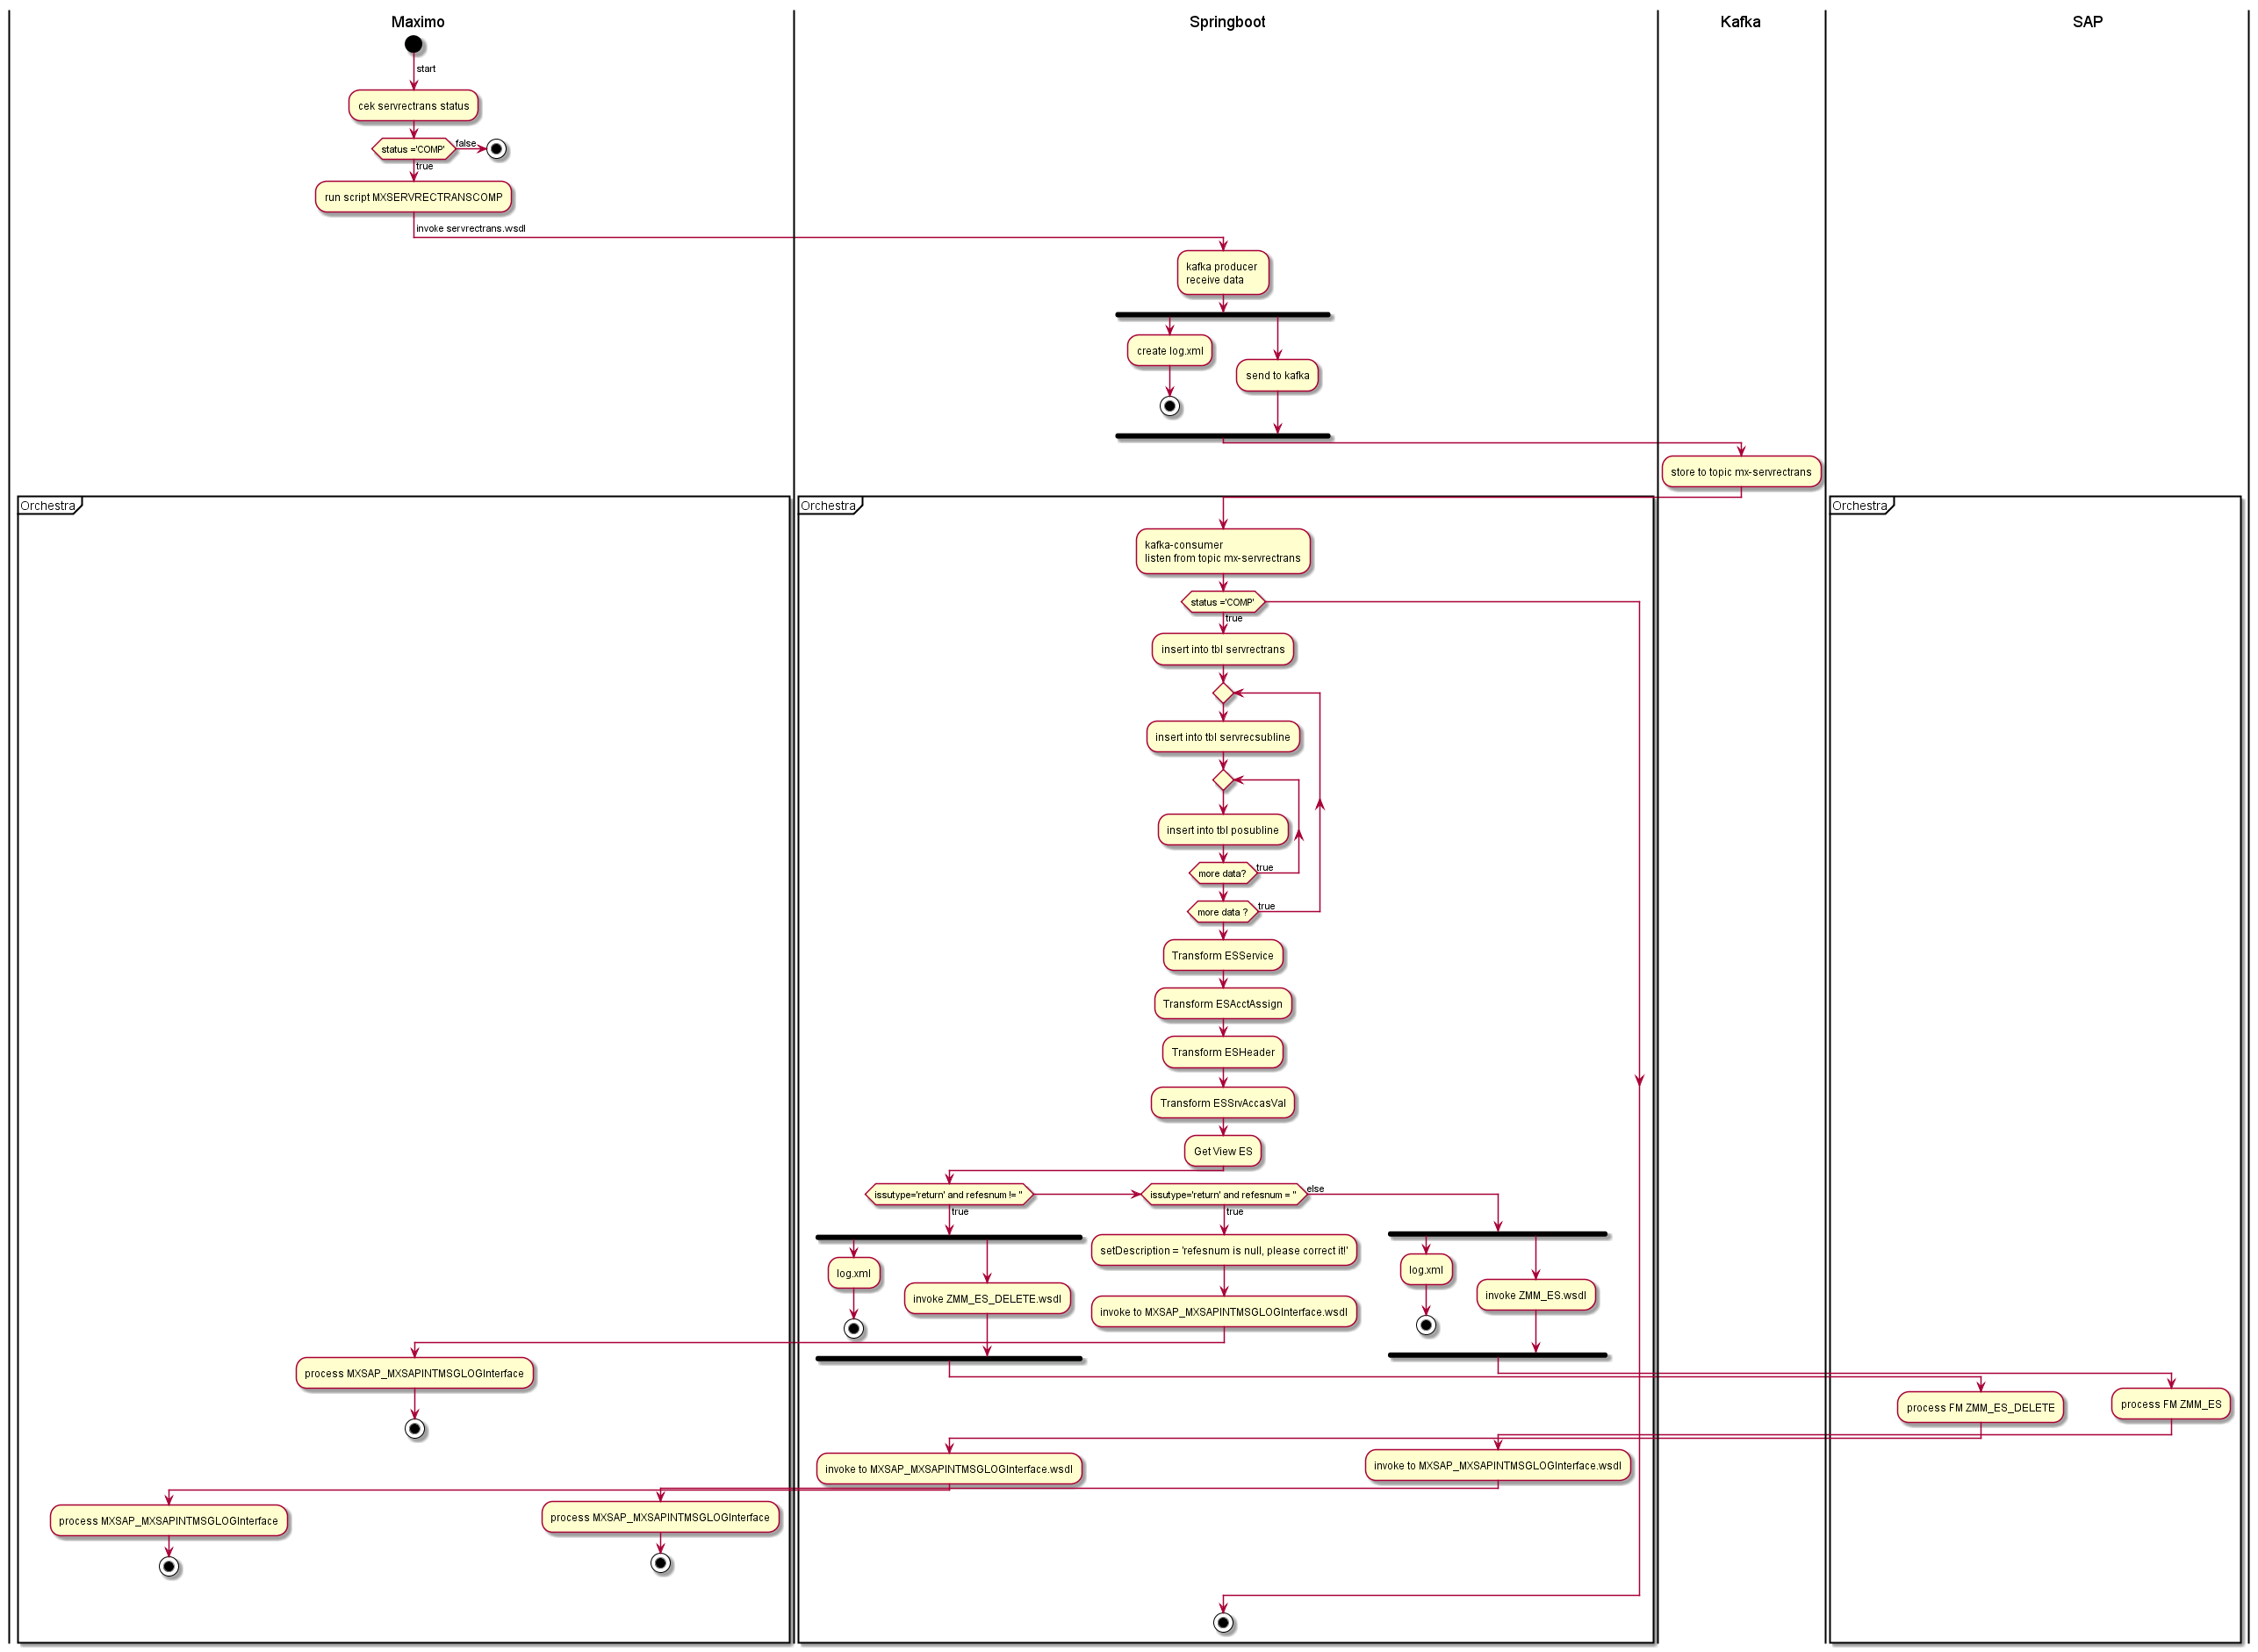 Maximo
Springboot
Kafka
SAP
start
cek servrectrans status
status ='COMP'
false
true
run script MXSERVRECTRANSCOMP
invoke servrectrans.wsdl
kafka producer
receive data
create log.xml
send to kafka
store to topic mx-servrectrans
Orchestra
Orchestra
Orchestra
kafka-consumer
listen from topic mx-servrectrans
status ='COMP'
true
insert into tbl servrectrans
insert into tbl servrecsubline
insert into tbl posubline
more data?
true
more data ?
true
Transform ESService
Transform ESAcctAssign
Transform ESHeader
Transform ESSrvAccasVal
Get View ES
issutype='return' and refesnum != ''
issutype='return' and refesnum = ''
else
true
true
log.xml
invoke ZMM_ES_DELETE.wsdl
setDescription = 'refesnum is null, please correct it!'
invoke to MXSAP_MXSAPINTMSGLOGInterface.wsdl
log.xml
invoke ZMM_ES.wsdl
process MXSAP_MXSAPINTMSGLOGInterface
process FM ZMM_ES_DELETE
process FM ZMM_ES
invoke to MXSAP_MXSAPINTMSGLOGInterface.wsdl
invoke to MXSAP_MXSAPINTMSGLOGInterface.wsdl
process MXSAP_MXSAPINTMSGLOGInterface
process MXSAP_MXSAPINTMSGLOGInterface